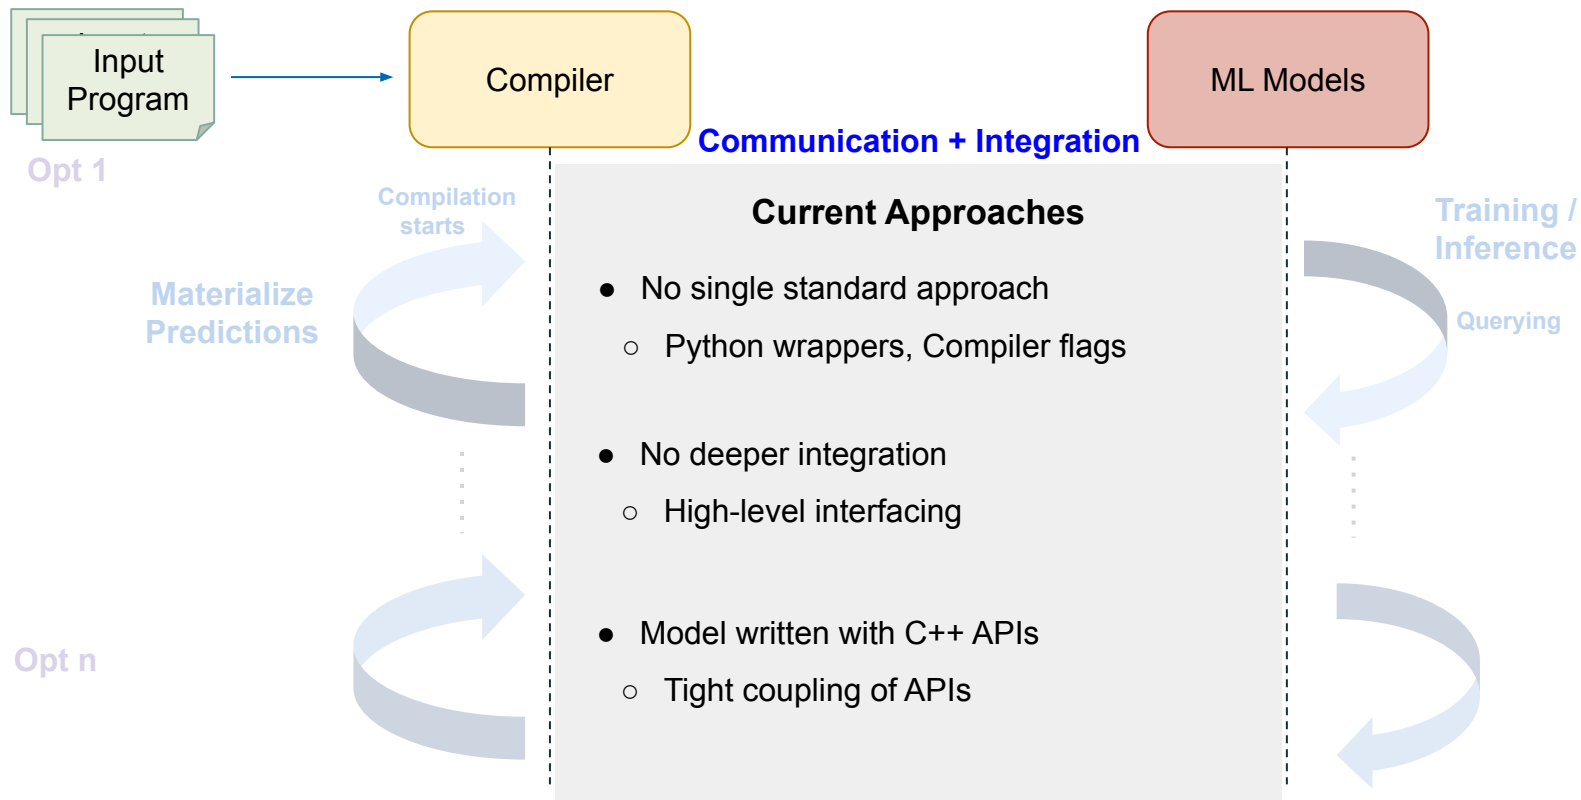 Input
Program
Compiler
ML Models
Communication + Integration
Opt 1
Compilation
starts
Materialize
Predictions
Current Approaches
● No single standard approach
○ Python wrappers, Compiler flags
● No deeper integration
○ High-level interfacing
● Model written with C++ APIs
○ Tight coupling of APIs
Training /
Inference
Querying
Opt n